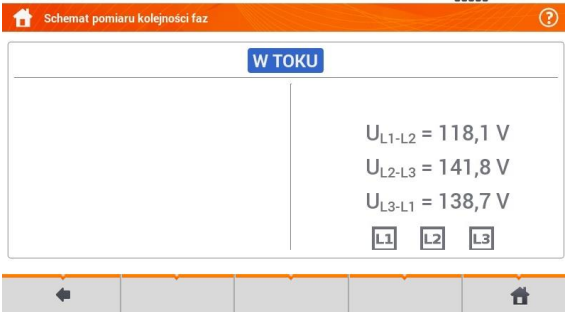 Schemat pomiaru kolejności faz
?
W TOKU
UL1-L2 = 118,1 V
UL2-L3 = 141,8 V
UL3-L1 = 138,7 V
L1 L2 L3